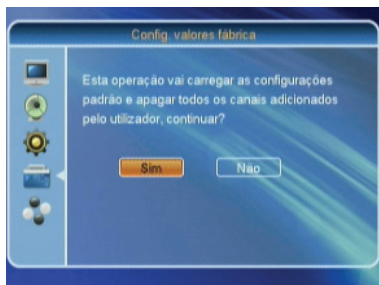 Config. valores fábrica
Esta operação vai carregar as configurações
padrão e apagar todos os canais adicionados
pelo utilizador, continuar?
Sim
Nao